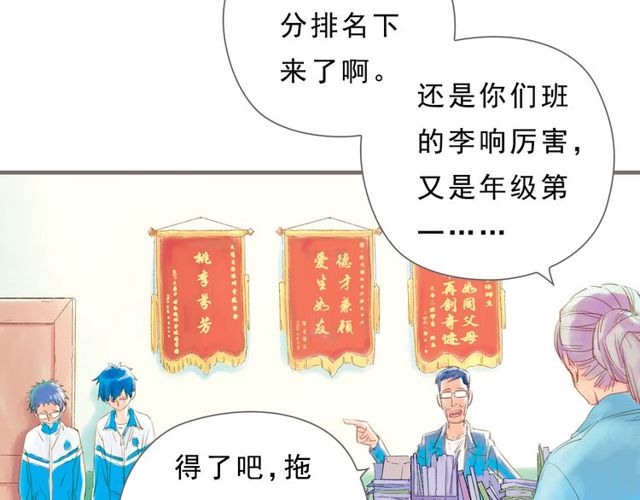 分排名下
来了啊。
还是你们班
的李响厉害，
又是年级第
一……
桃李芬芳
德才兼顾
爱生如友
如同父母
再创奇迹
得了吧，拖